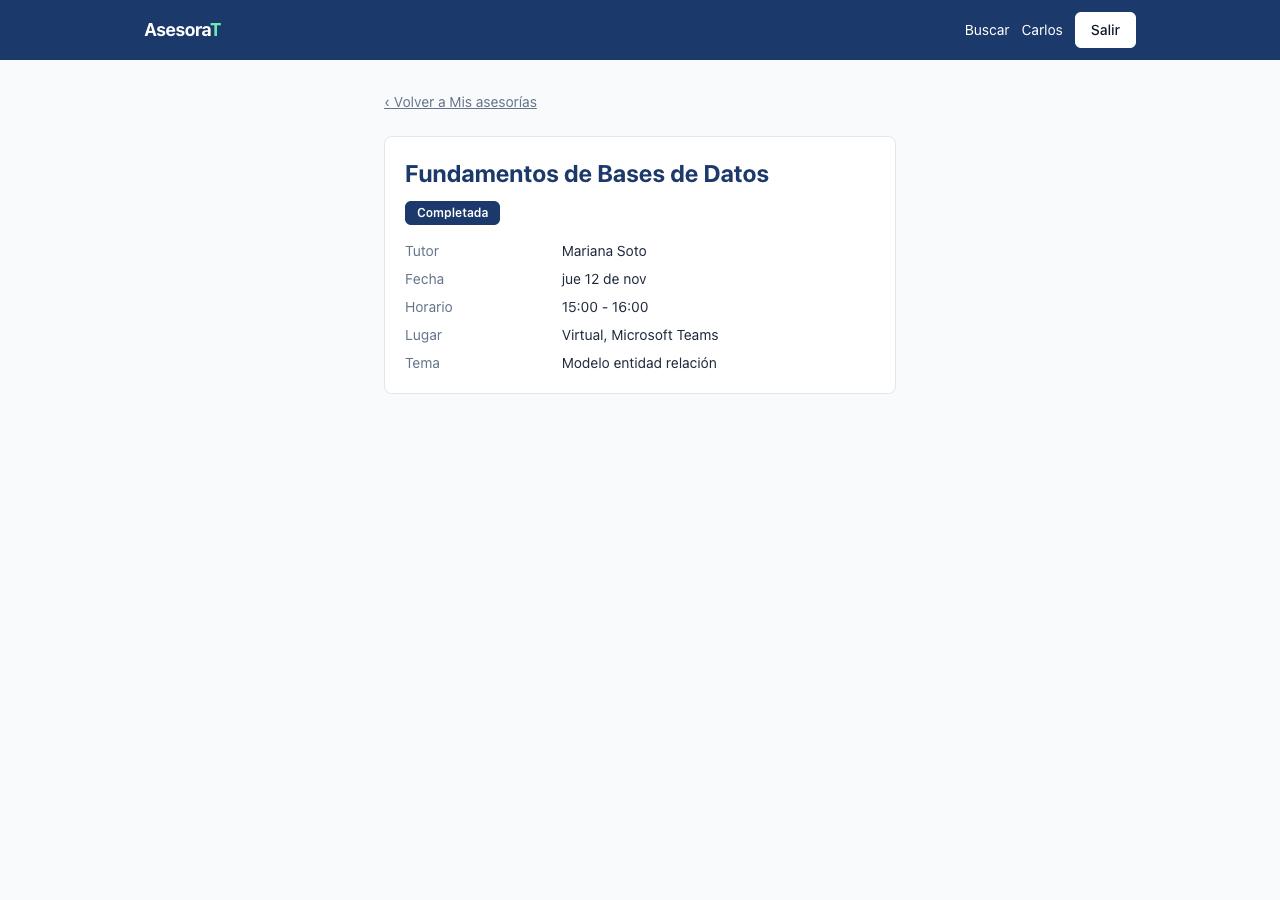 AsesoraT
Buscar Carlos Salir
‹ Volver a Mis asesorías
Fundamentos de Bases de Datos
Completada
Tutor Mariana Soto
Fecha jue 12 de nov
Horario 15:00 - 16:00
Lugar Virtual, Microsoft Teams
Tema Modelo entidad relación